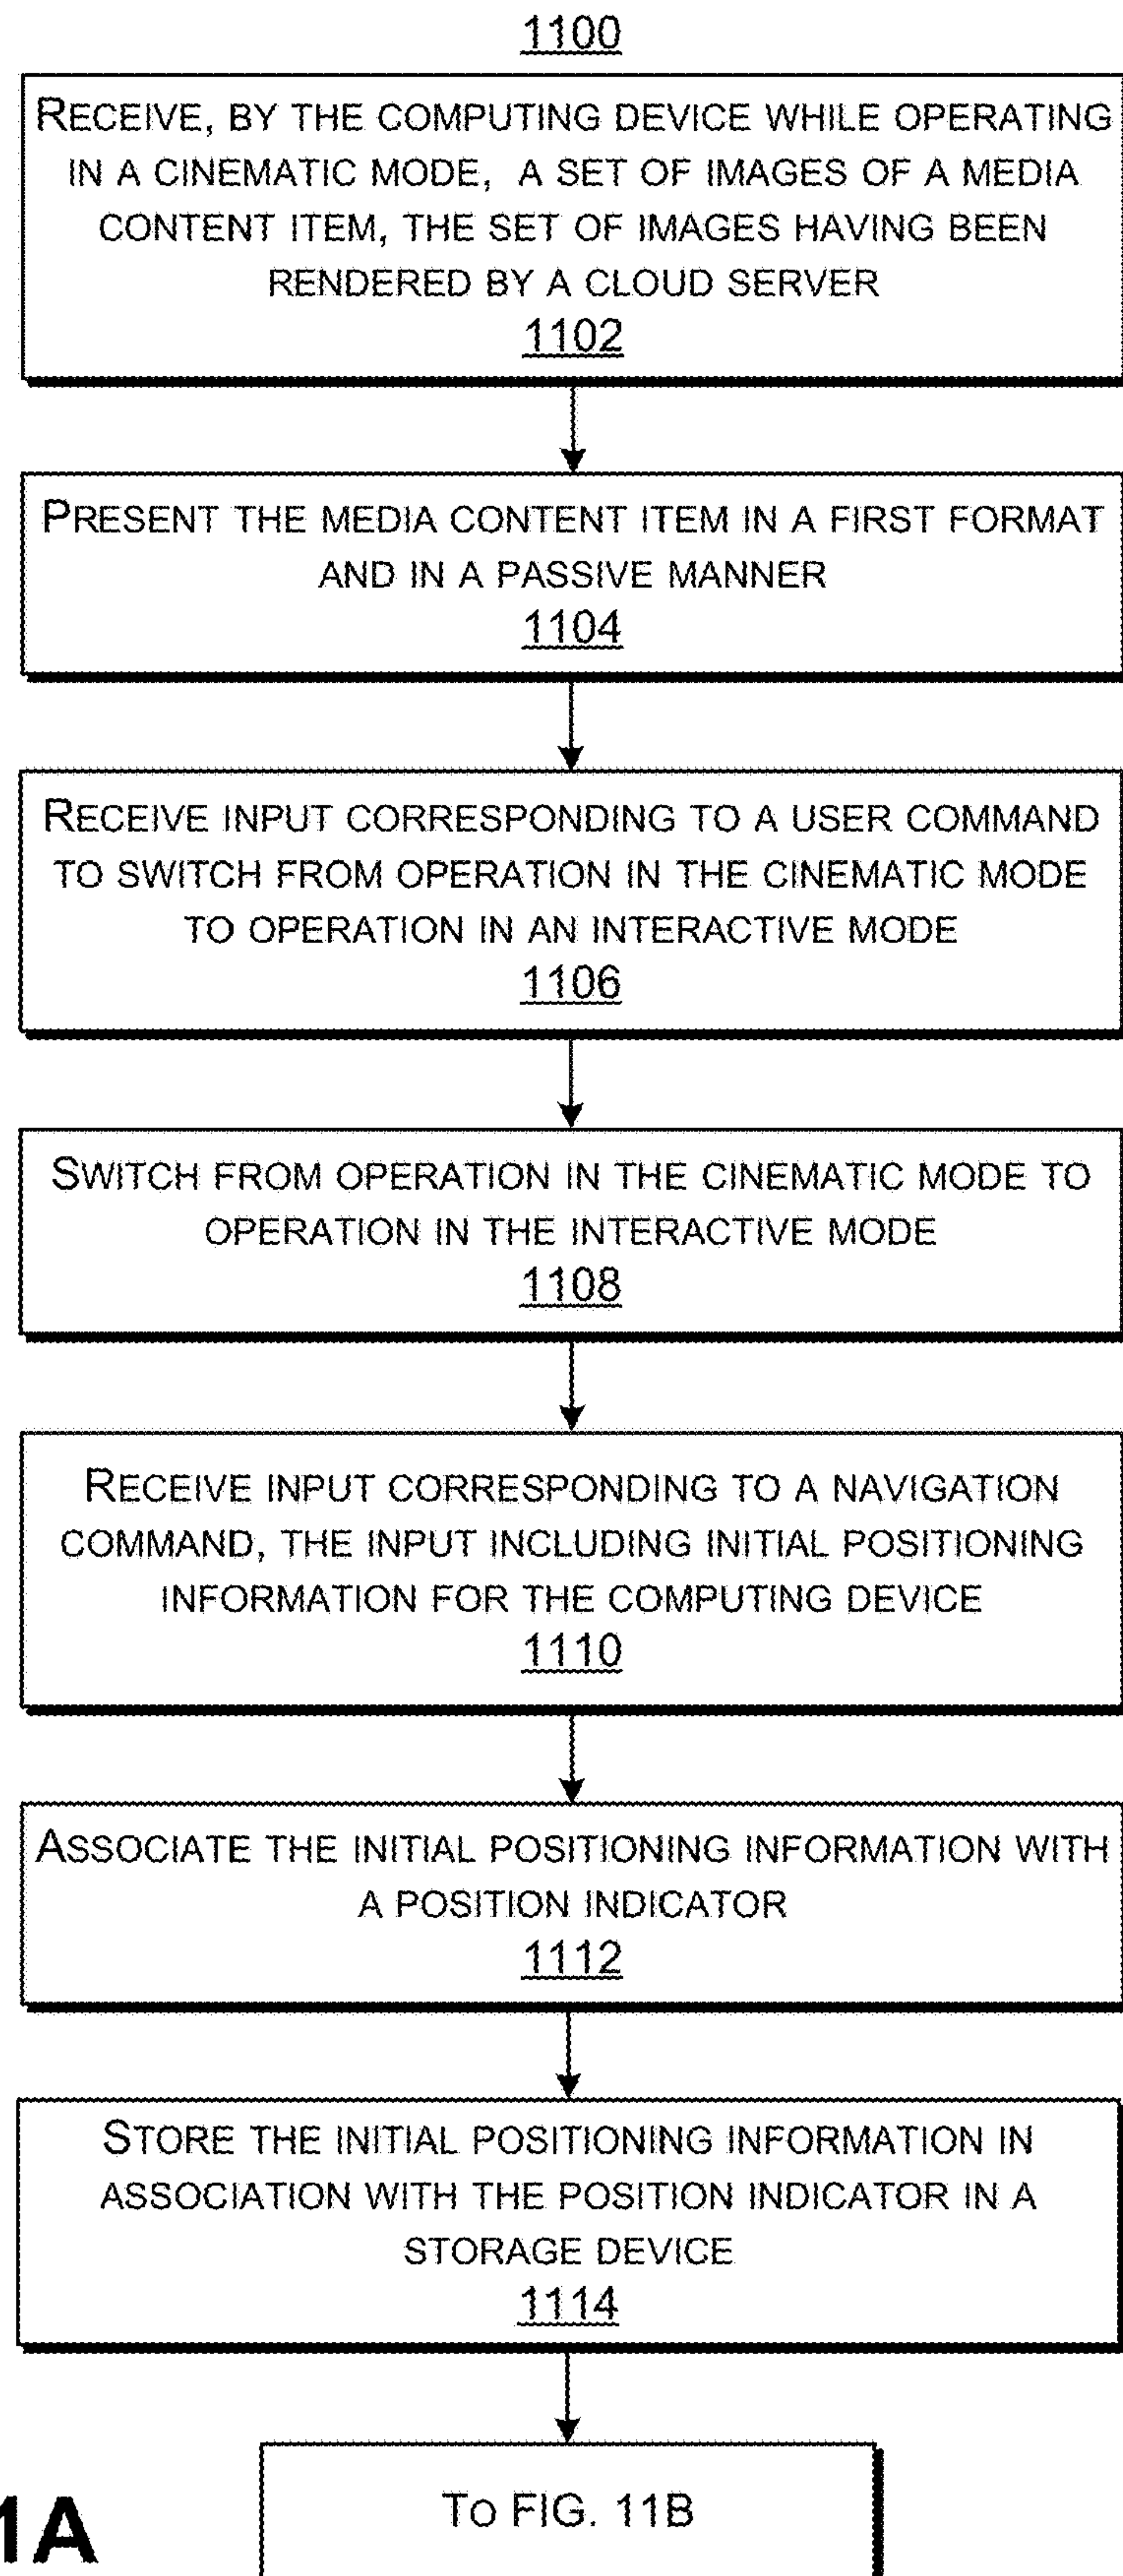 1100
RECEIVE, BY THE COMPUTING DEVICE WHILE OPERATING
IN A CINEMATIC MODE, A SET OF IMAGES OF A MEDIA
CONTENT ITEM, THE SET OF IMAGES HAVING BEEN
RENDERED BY A CLOUD SERVER
1102
PRESENT THE MEDIA CONTENT ITEM IN A FIRST FORMAT
AND IN A PASSIVE MANNER
1104
RECEIVE INPUT CORRESPONDING TO A USER COMMAND
TO SWITCH FROM OPERATION IN THE CINEMATIC MODE
TO OPERATION IN AN INTERACTIVE MODE
1106
SWITCH FROM OPERATION IN THE CINEMATIC MODE TO
OPERATION IN THE INTERACTIVE MODE
1108
RECEIVE INPUT CORRESPONDING TO A NAVIGATION
COMMAND, THE INPUT INCLUDING INITIAL POSITIONING
INFORMATION FOR THE COMPUTING DEVICE
1110
ASSOCIATE THE INITIAL POSITIONING INFORMATION WITH
A POSITION INDICATOR
1112
STORE THE INITIAL POSITIONING INFORMATION IN
ASSOCIATION WITH THE POSITION INDICATOR IN A
STORAGE DEVICE
1114
TO FIG. 11B
1A